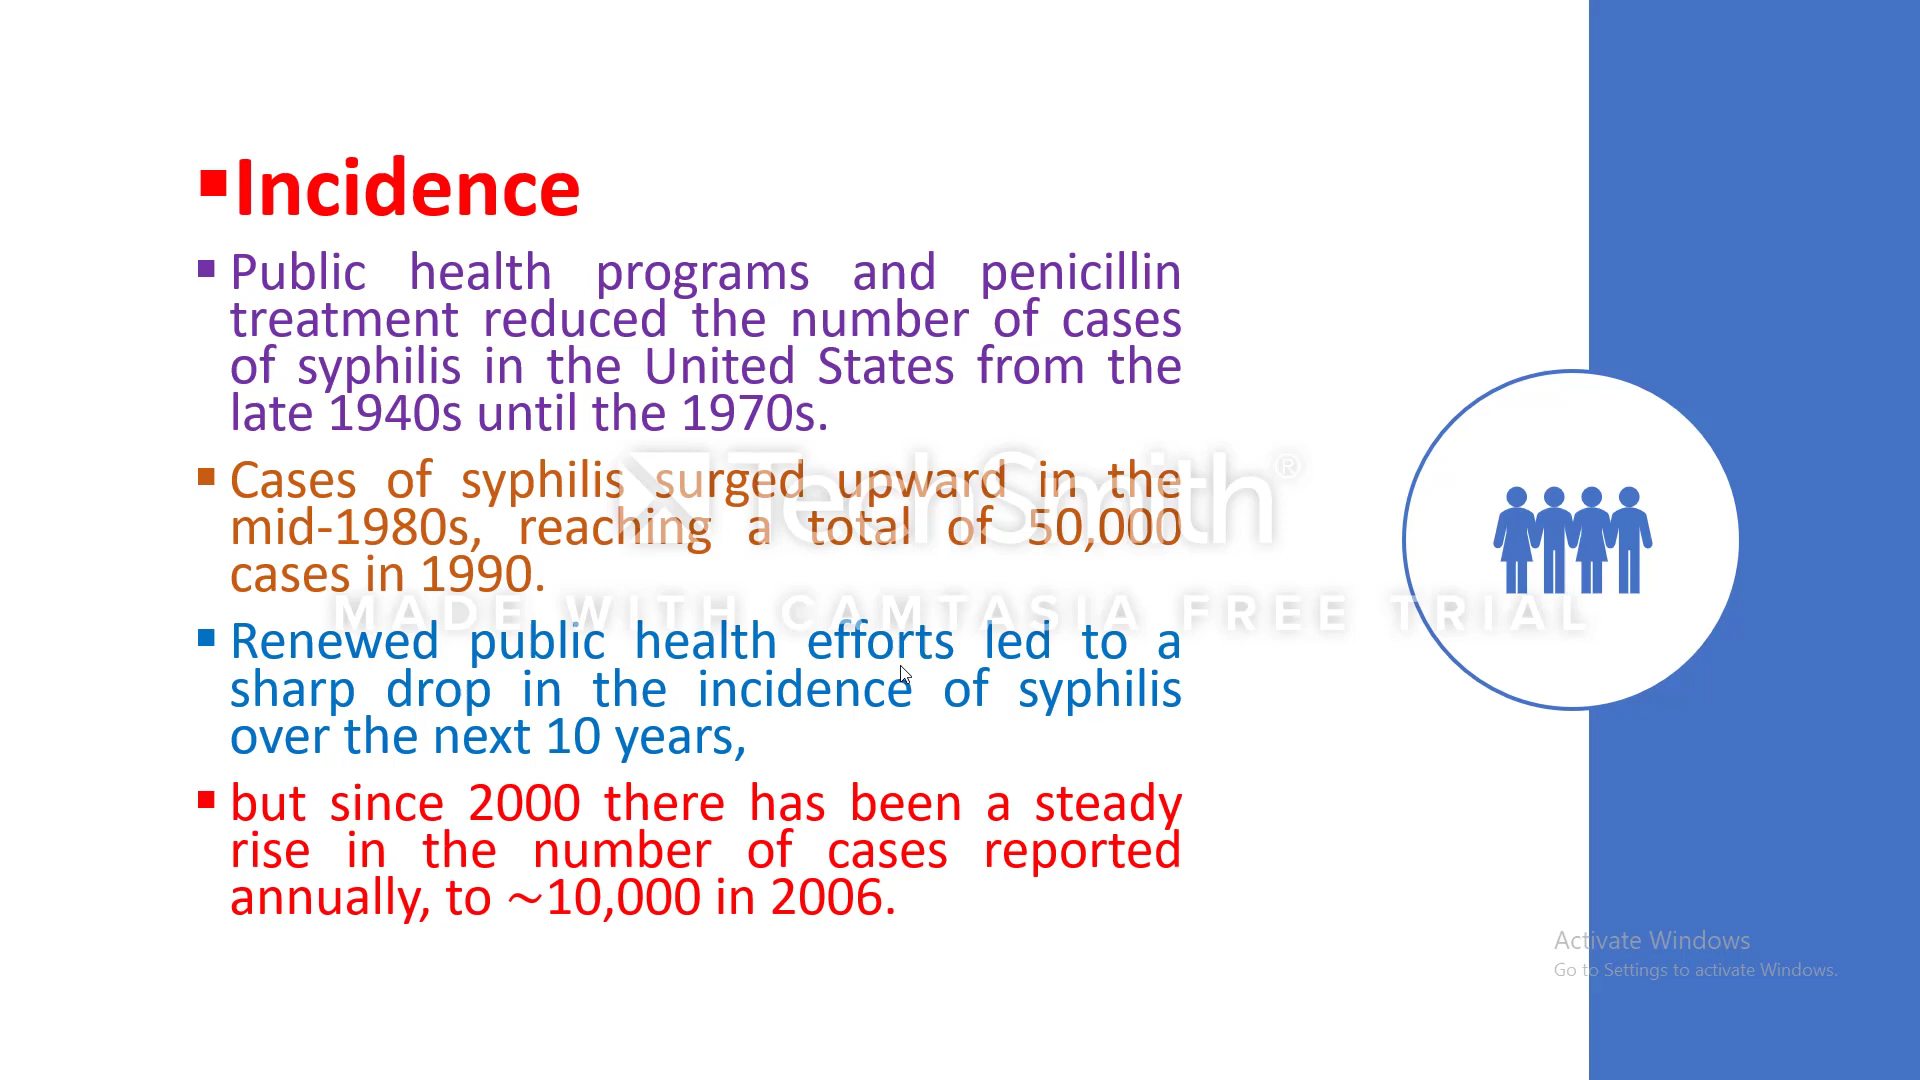 Incidence
Public health programs and penicillin
treatment reduced the number of cases
of syphilis in the United States from the
late 1940s until the 1970s.
Cases of syphilis surged upward in the
mid-1980s, reaching a total of 50,000
cases in 1990.
TechSmith®
MADE WITH CAMTASIA FREE TRIAL
Renewed public health efforts led to a
sharp drop in the incidence of syphilis
over the next 10 years,
but since 2000 there has been a steady
rise in the number of cases reported
annually, to ~10,000 in 2006.
Activate Windows
Go to Settings to activate Windows.